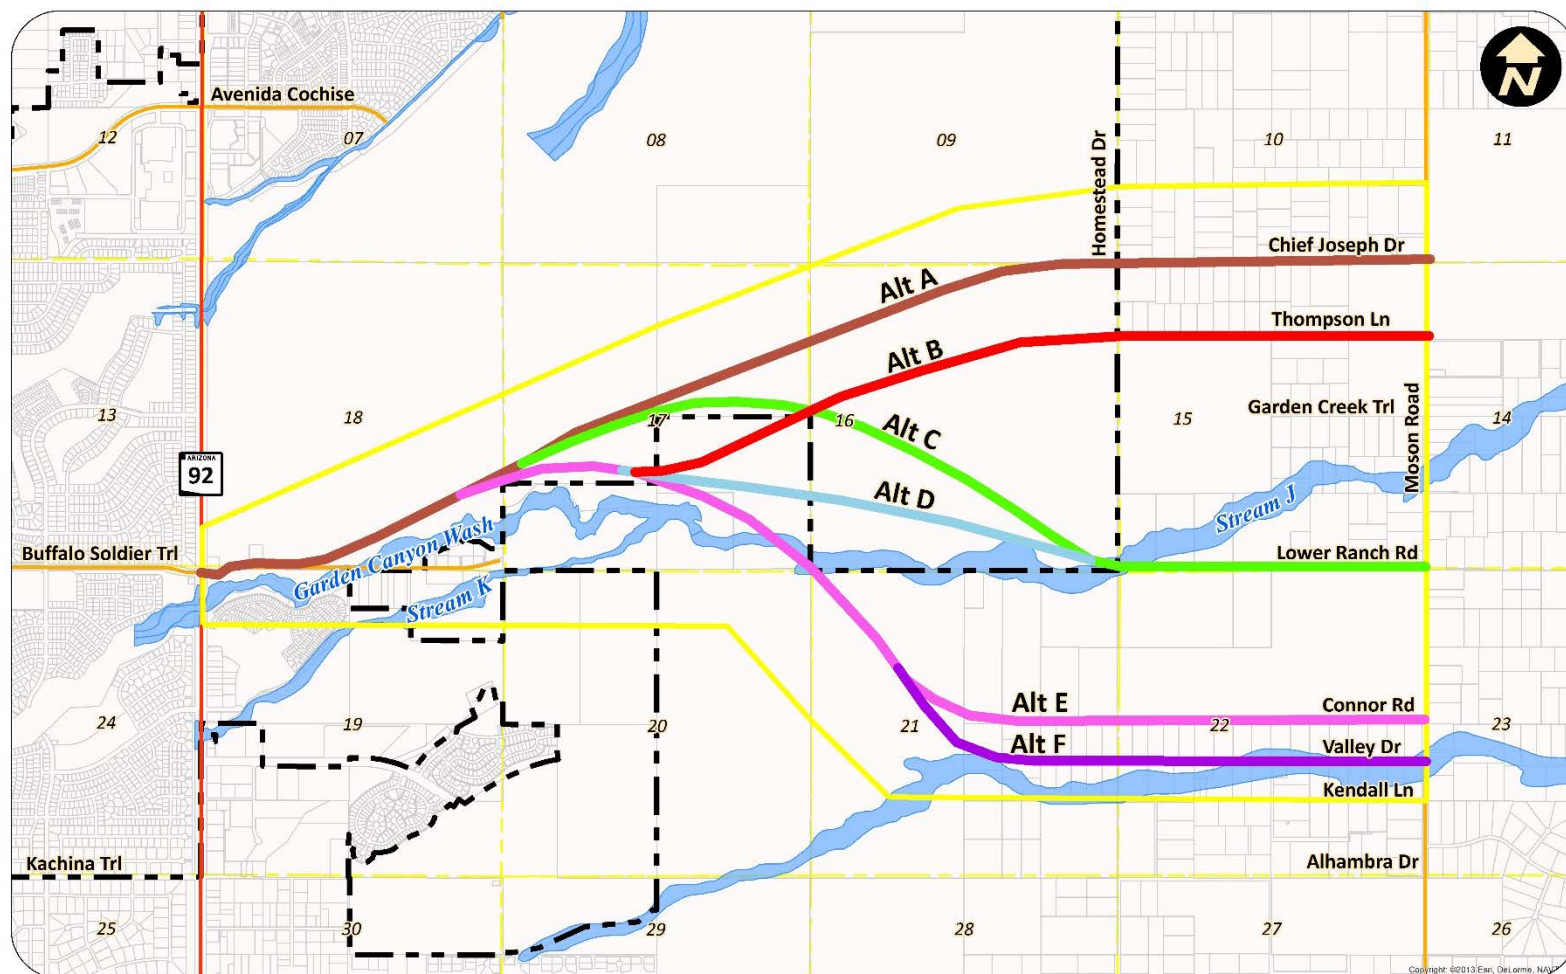 N
Avenida Cochise
12
07
08
09
Homestead Dr
10
11
Chief Joseph Dr
Alt A
Thompson Ln
Alt B
13
18
17
16
Alt C
15
Garden Creek Trl
14
Moson Road
ARIZONA
92
Alt D
Stream J
Buffalo Soldier Trl
Garden Canyon Wash
Lower Ranch Rd
Stream K
24
19
20
21
Alt E
22
Connor Rd
23
Alt F
Valley Dr
Kendall Ln
Kachina Trl
Alhambra Dr
25
30
29
28
27
26
Copyright: ©2013 Esri, DeLorme, NAV